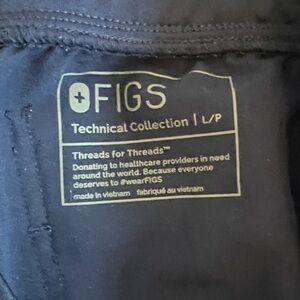 FIGS
Technical Collection | L/P
Threads for Threads™
Donating to healthcare providers in need
around the world. Because everyone
deserves to #wearFIGS
made in vietnam fabriqué au vietnam